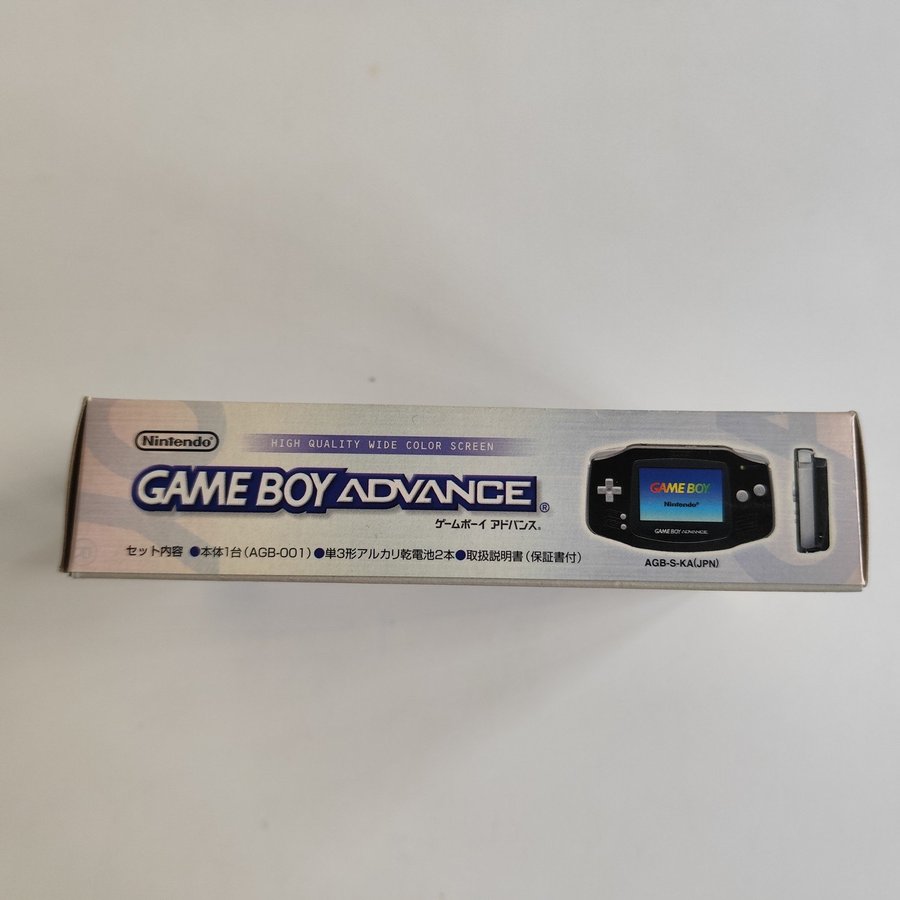 Nintendo®
HIGH QUALITY WIDE COLOR SCREEN
GAME BOY ADVANCE®
ゲームボーイ アドバンス®
セット内容 ●本体1台(AGB-001) ●単3形アルカリ乾電池2本●取扱説明書(保証書付)
GAME BOY
Nintendo®
GAME BOY ADVANCE
AGB-S-KA(JPN)